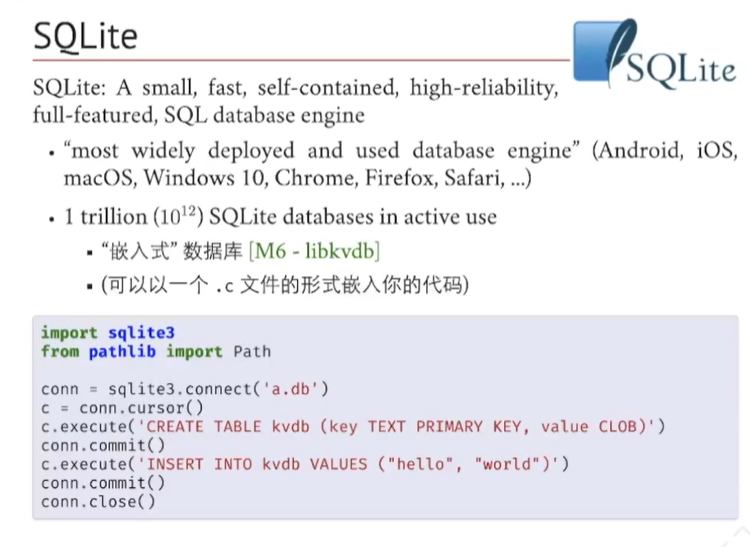 SQLite
SQLite
SQLite: A small, fast, self-contained, high-reliability,
full-featured, SQL database engine
• “most widely deployed and used database engine” (Android, iOS,
macOS, Windows 10, Chrome, Firefox, Safari, ...)
• 1 trillion (10¹²) SQLite databases in active use
▪ “嵌入式” 数据库 [M6 - libkvdb]
▪ (可以以一个 .c 文件的形式嵌入你的代码)
import sqlite3
from pathlib import Path
conn = sqlite3.connect('a.db')
c = conn.cursor()
c.execute('CREATE TABLE kvdb (key TEXT PRIMARY KEY, value CLOB)')
conn.commit()
c.execute('INSERT INTO kvdb VALUES ("hello", "world")')
conn.commit()
conn.close()